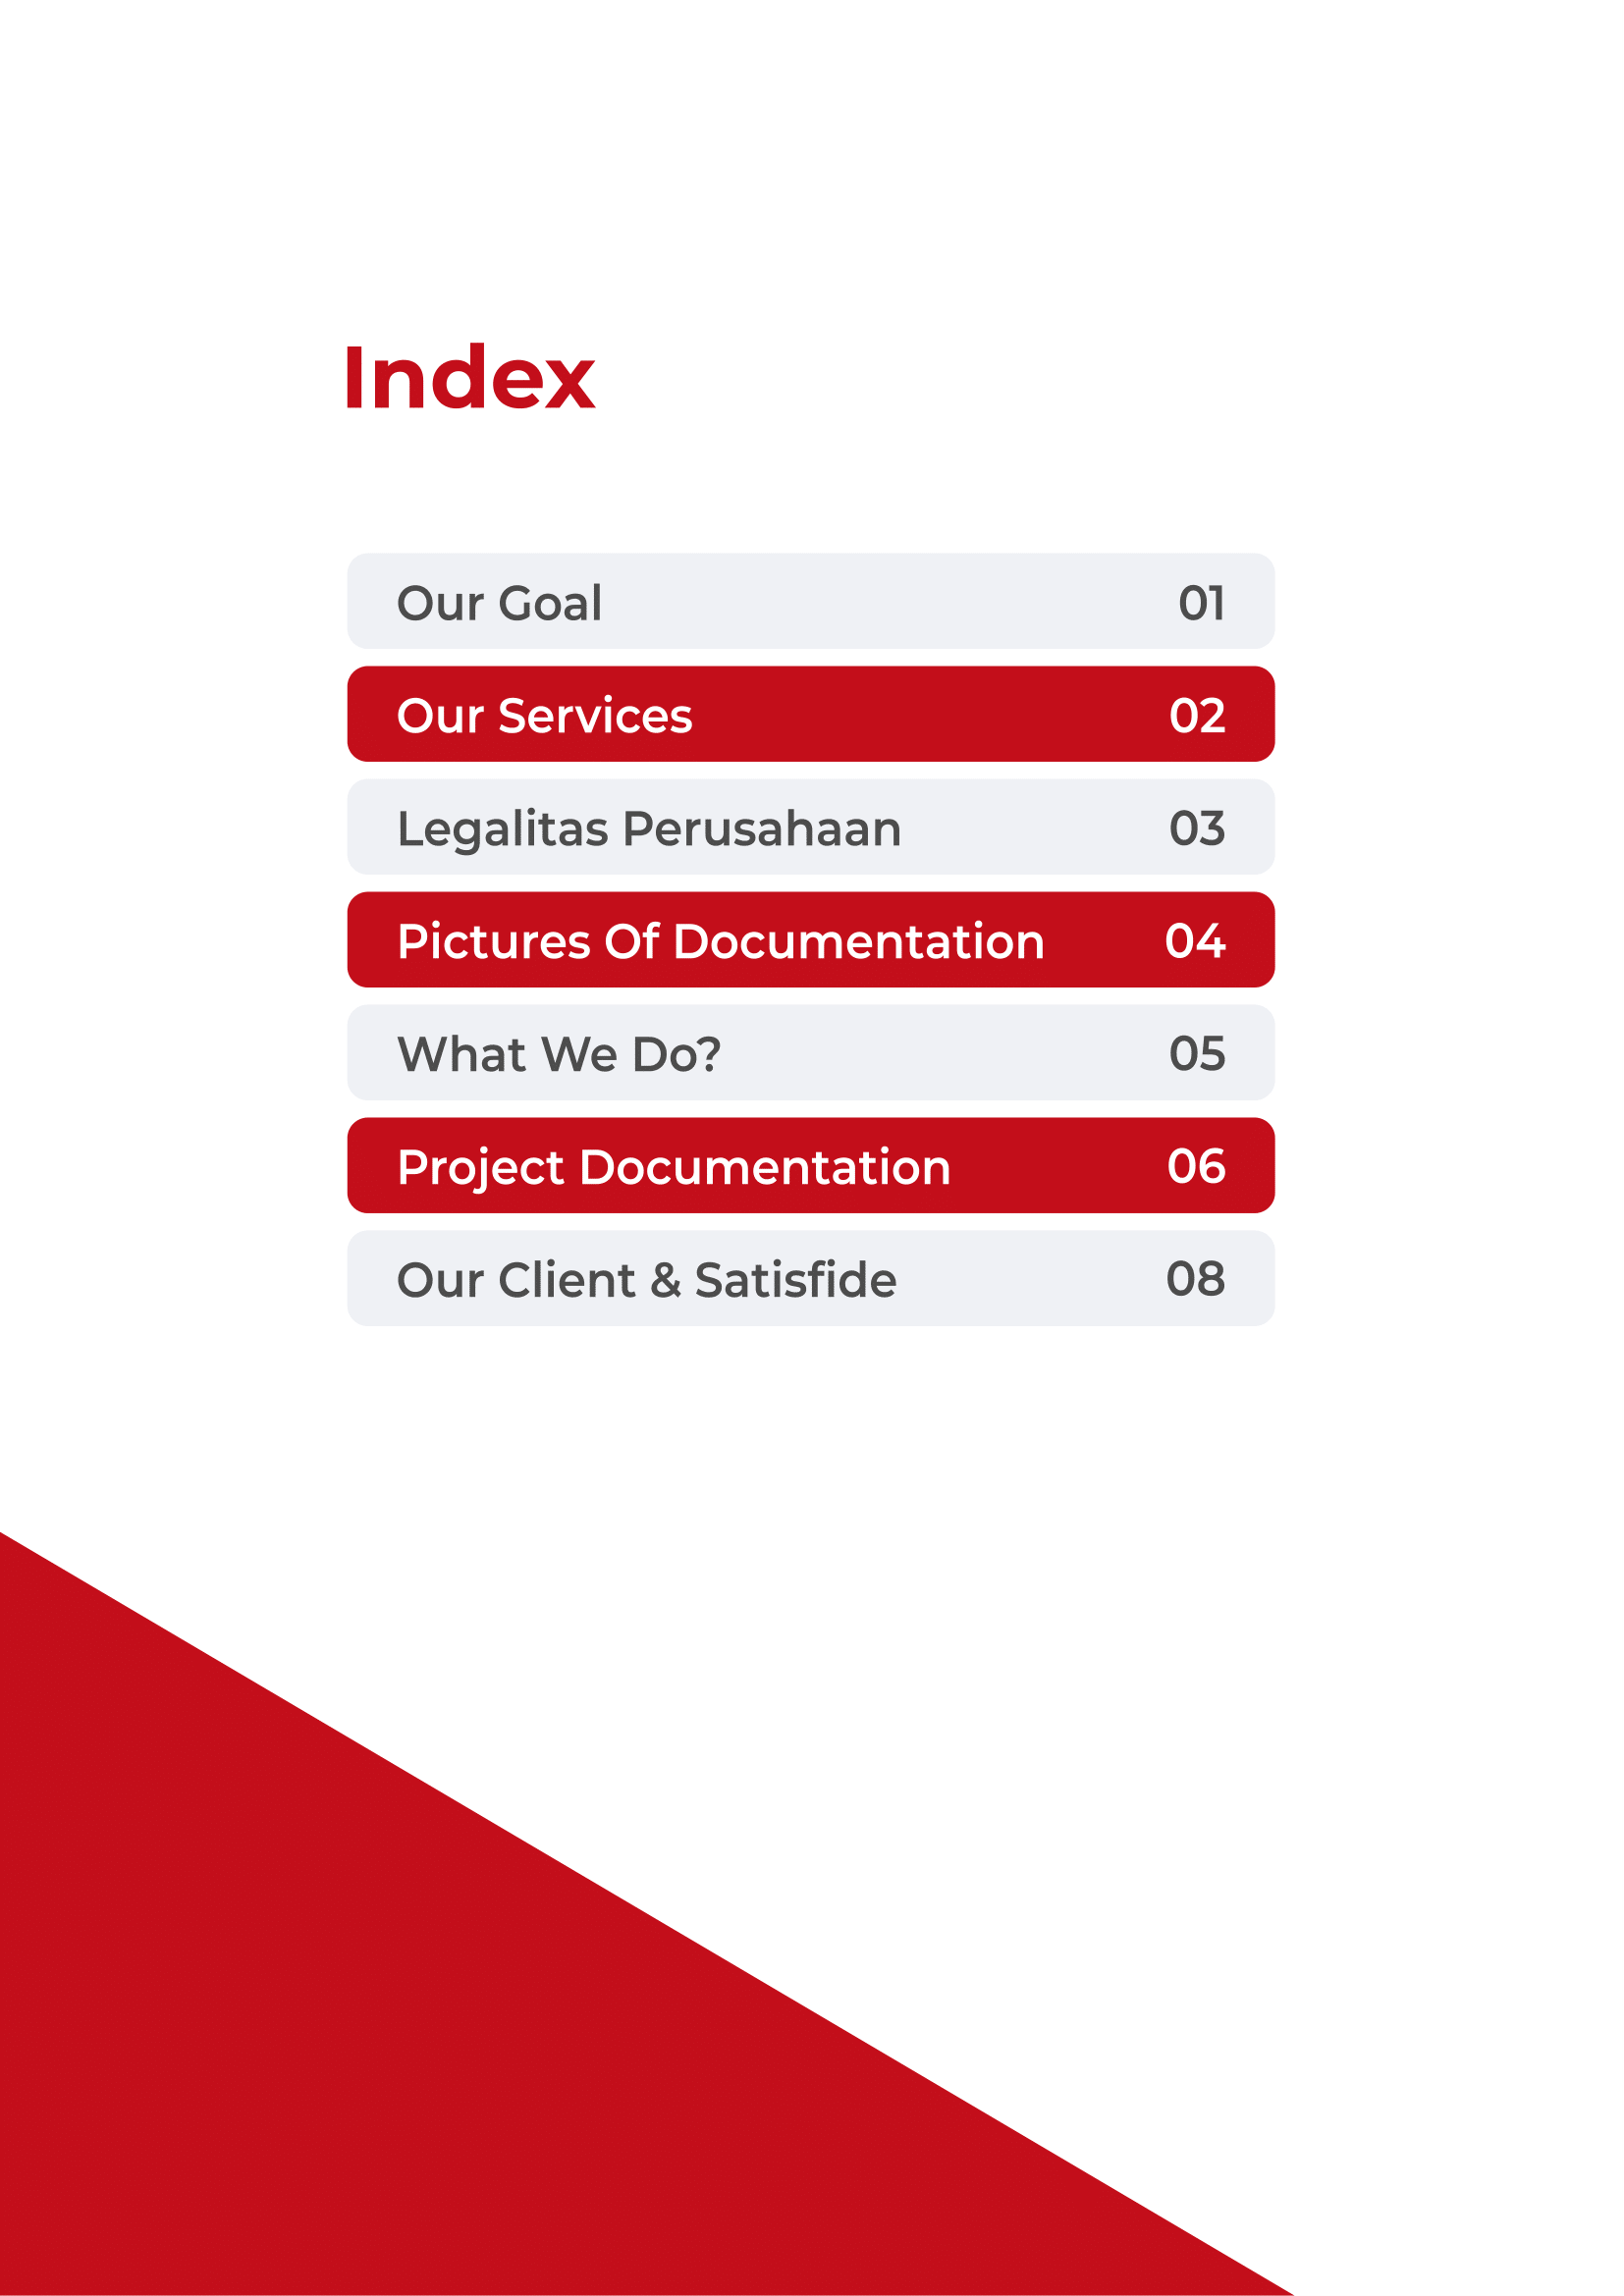 Index
Our Goal 01
Our Services 02
Legalitas Perusahaan 03
Pictures Of Documentation 04
What We Do? 05
Project Documentation 06
Our Client & Satisfide 08